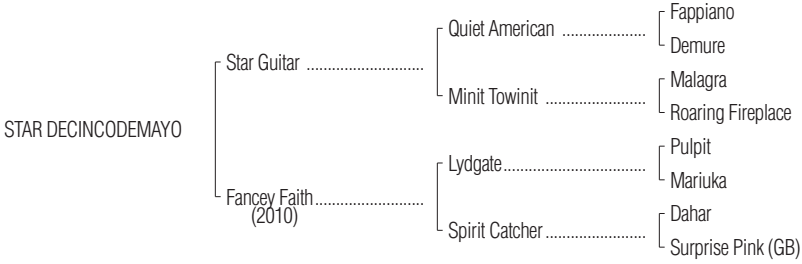 Fappiano
Quiet American ......................
Demure
Star Guitar .............................
Malagra
Minit Towinit ..........................
Roaring Fireplace
STAR DECINCODEMAYO
Pulpit
Lydgate.....................................
Mariuka
Fancey Faith...........................
(2010)
Dahar
Spirit Catcher ..........................
Surprise Pink (GB)